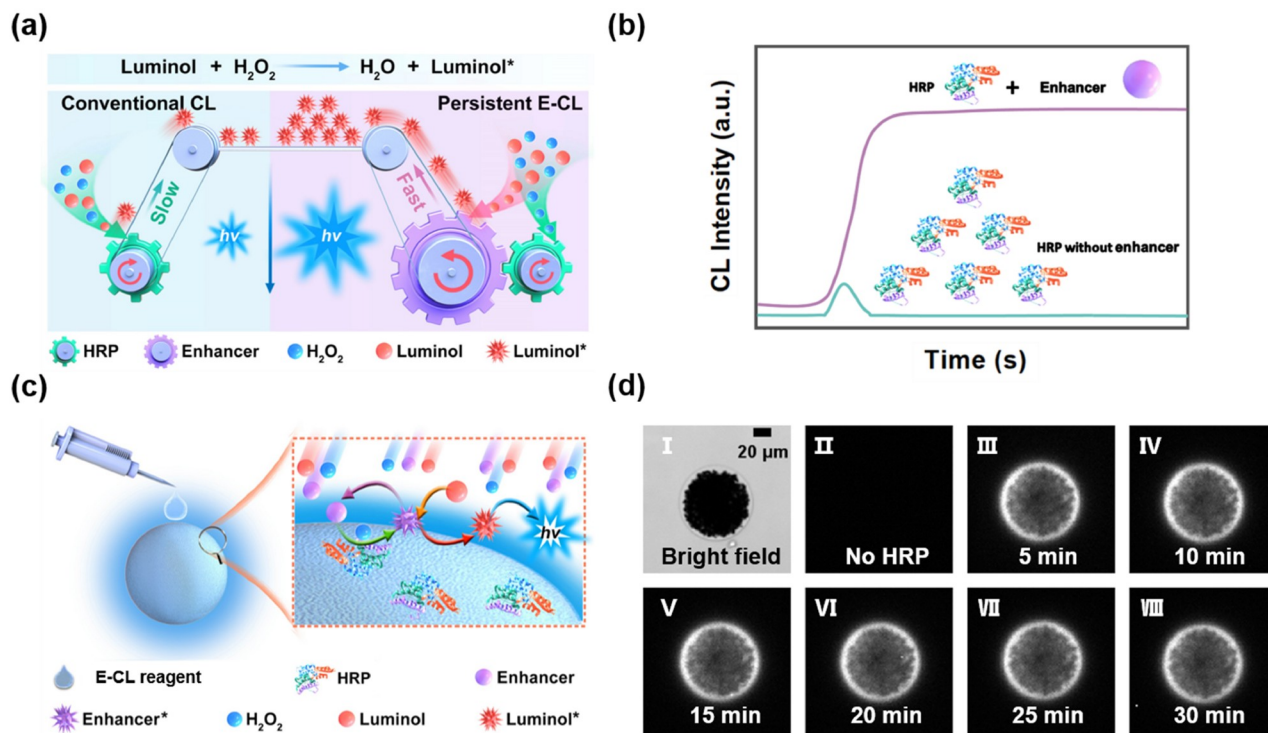 (a)
Luminol + H₂O₂ → H₂O + Luminol*
Conventional CL
Persistent E-CL
Slow
Fast
hv
hv
HRP
Enhancer
H₂O₂
Luminol
Luminol*
(b)
CL Intensity (a.u.)
HRP + Enhancer
HRP without enhancer
Time (s)
(c)
hv
E-CL reagent
HRP
Enhancer
Enhancer*
H₂O₂
Luminol
Luminol*
(d)
I
20 μm
Bright field
II
No HRP
III
5 min
IV
10 min
V
15 min
VI
20 min
VII
25 min
VIII
30 min